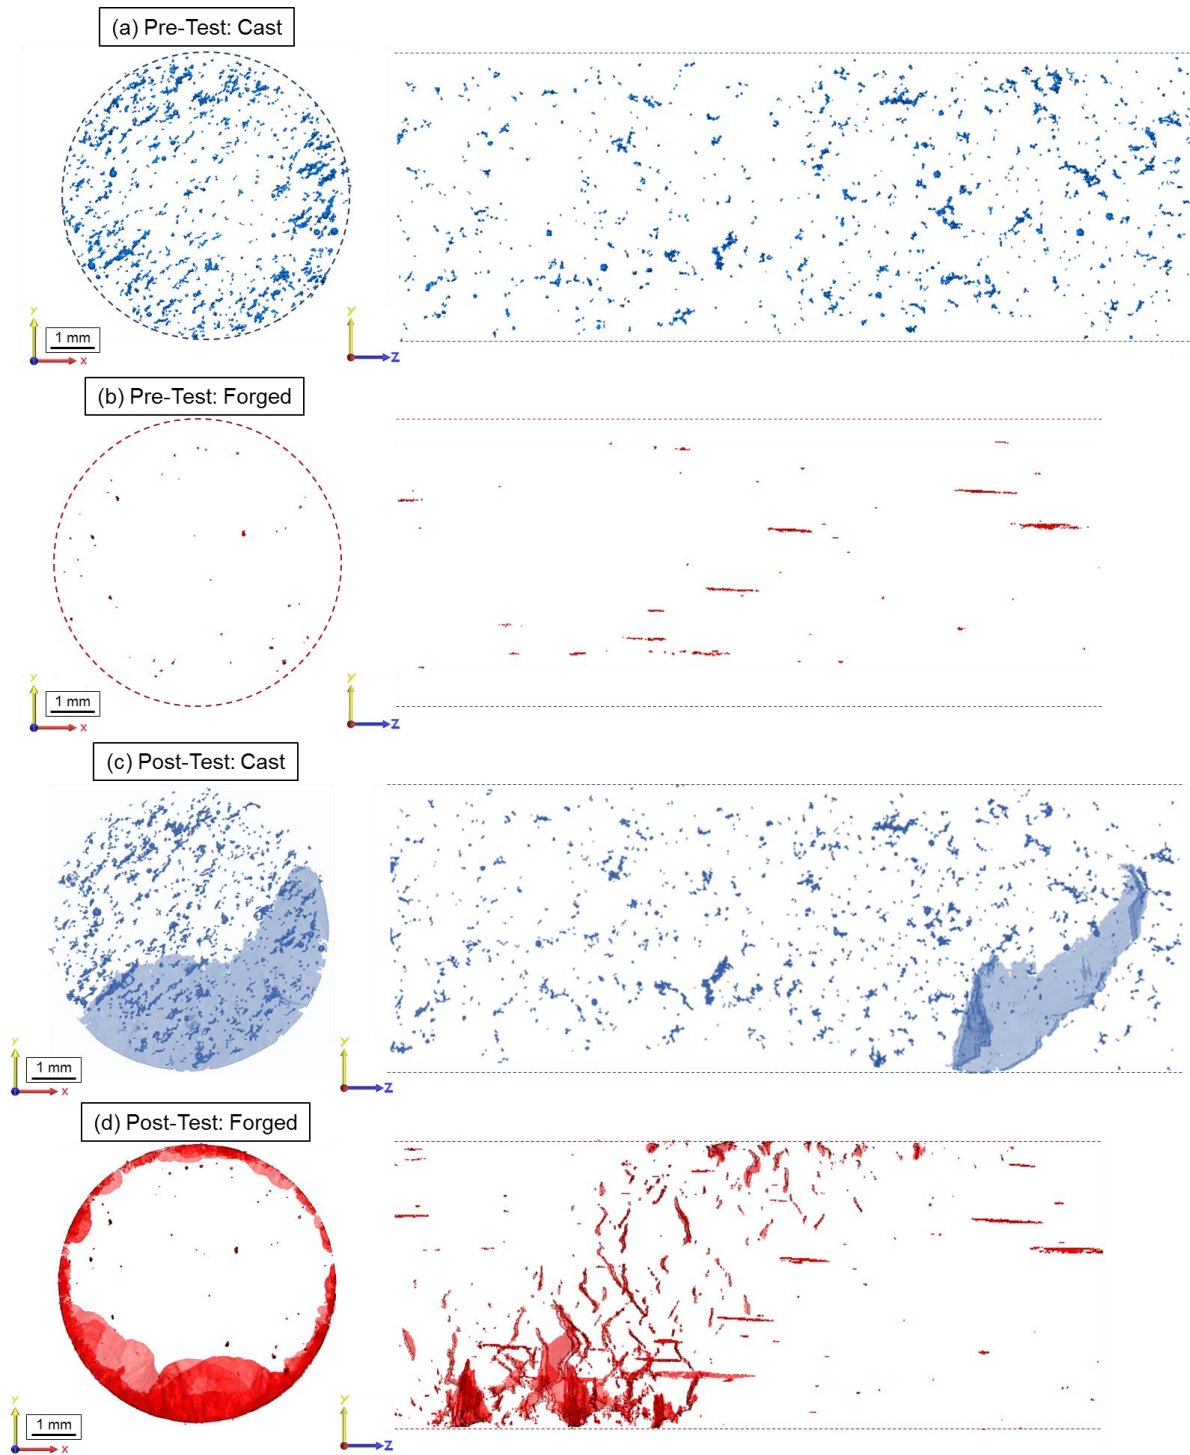 (a) Pre-Test: Cast
Y
1 mm
X
Y
Z
(b) Pre-Test: Forged
Y
1 mm
X
Y
Z
(c) Post-Test: Cast
Y
1 mm
X
Y
Z
(d) Post-Test: Forged
Y
1 mm
X
Y
Z